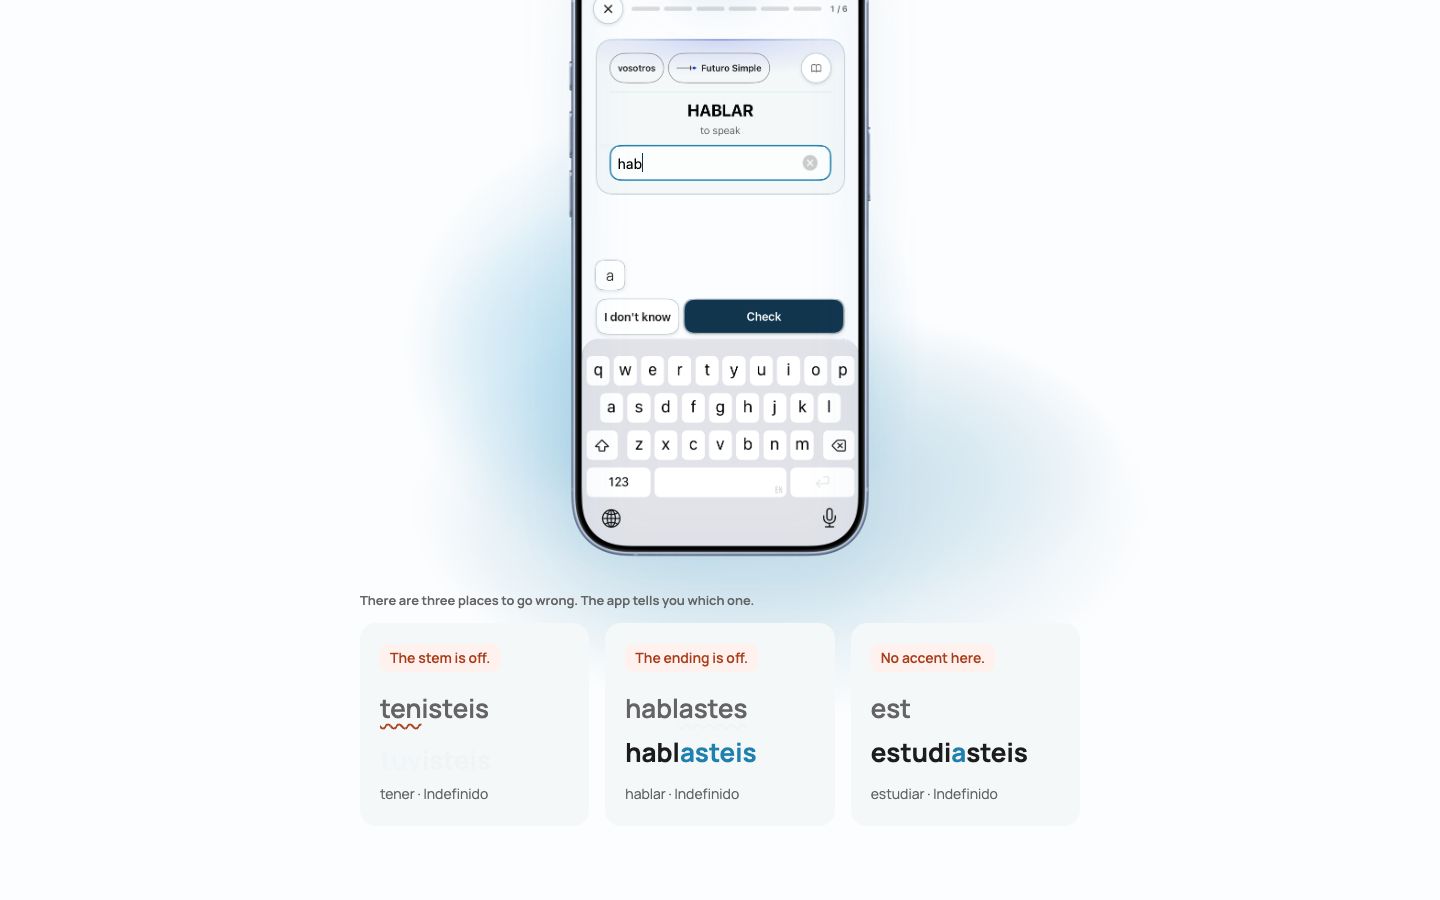 1 / 6
vosotros
Futuro Simple
HABLAR
to speak
hab
a
I don't know
Check
q w e r t y u i o p
a s d f g h j k l
z x c v b n m
123
There are three places to go wrong. The app tells you which one.
The stem is off.
tenisteis
tuvisteis
tener · Indefinido
The ending is off.
hablastes
hablasteis
hablar · Indefinido
No accent here.
est
estudiasteis
estudiar · Indefinido